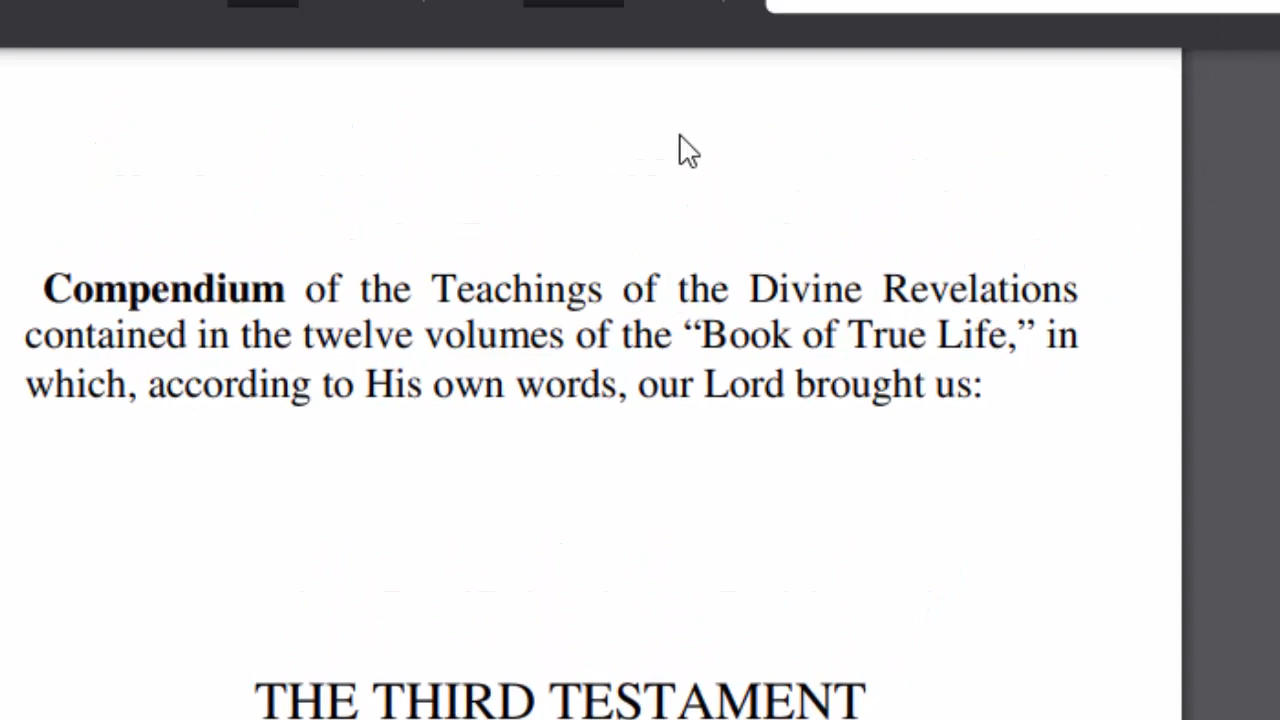 Compendium of the Teachings of the Divine Revelations
contained in the twelve volumes of the “Book of True Life,” in
which, according to His own words, our Lord brought us:
THE THIRD TESTAMENT